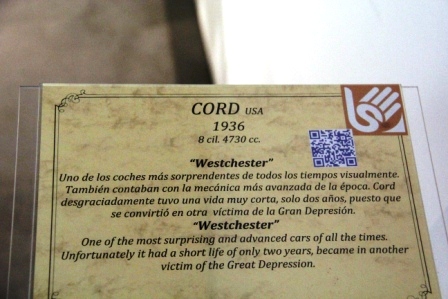 CORD USA
1936
8 cil. 4730 cc.
"Westchester"
Uno de los coches más sorprendentes de todos los tiempos visualmente.
También contaban con la mecánica más avanzada de la época. Cord
desgraciadamente tuvo una vida muy corta, solo dos años, puesto que
se convirtió en otra víctima de la Gran Depresión.
"Westchester"
One of the most surprising and advanced cars of all the times.
Unfortunately it had a short life of only two years, became in another
victim of the Great Depression.